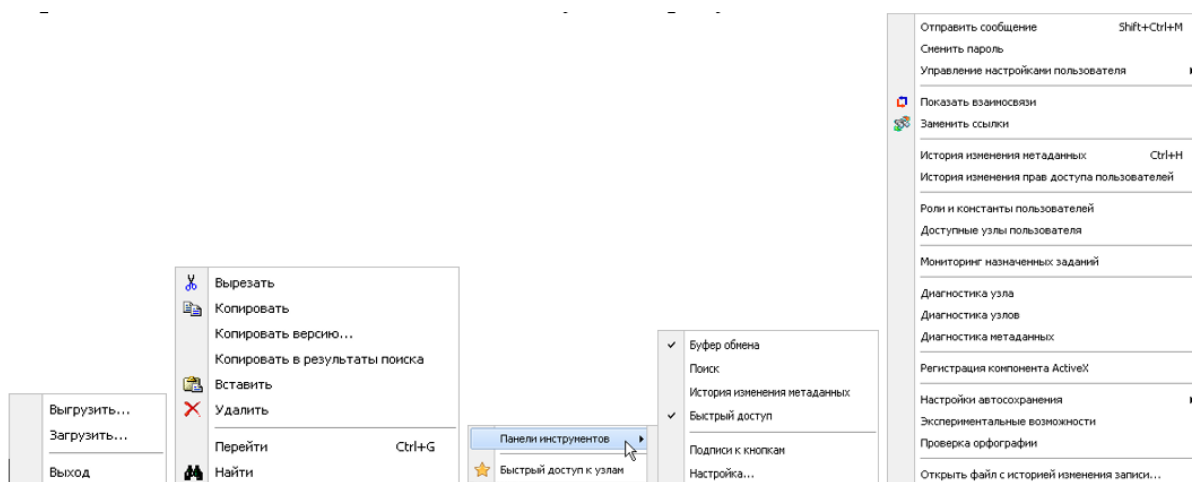 Выгрузить...
Загрузить...
Выход
Вырезать
Копировать
Копировать версию...
Копировать в результаты поиска
Вставить
Удалить
Перейти Ctrl+G
Найти
Панели инструментов
Быстрый доступ к узлам
Буфер обмена
Поиск
История изменения метаданных
Быстрый доступ
Подписи к кнопкам
Настройка...
Отправить сообщение Shift+Ctrl+M
Сменить пароль
Управление настройками пользователя
Показать взаимосвязи
Заменить ссылки
История изменения метаданных Ctrl+H
История изменения прав доступа пользователей
Роли и константы пользователей
Доступные узлы пользователя
Мониторинг назначенных заданий
Диагностика узла
Диагностика узлов
Диагностика метаданных
Регистрация компонента ActiveX
Настройки автосохранения
Экспериментальные возможности
Проверка орфографии
Открыть файл с историей изменения записи...